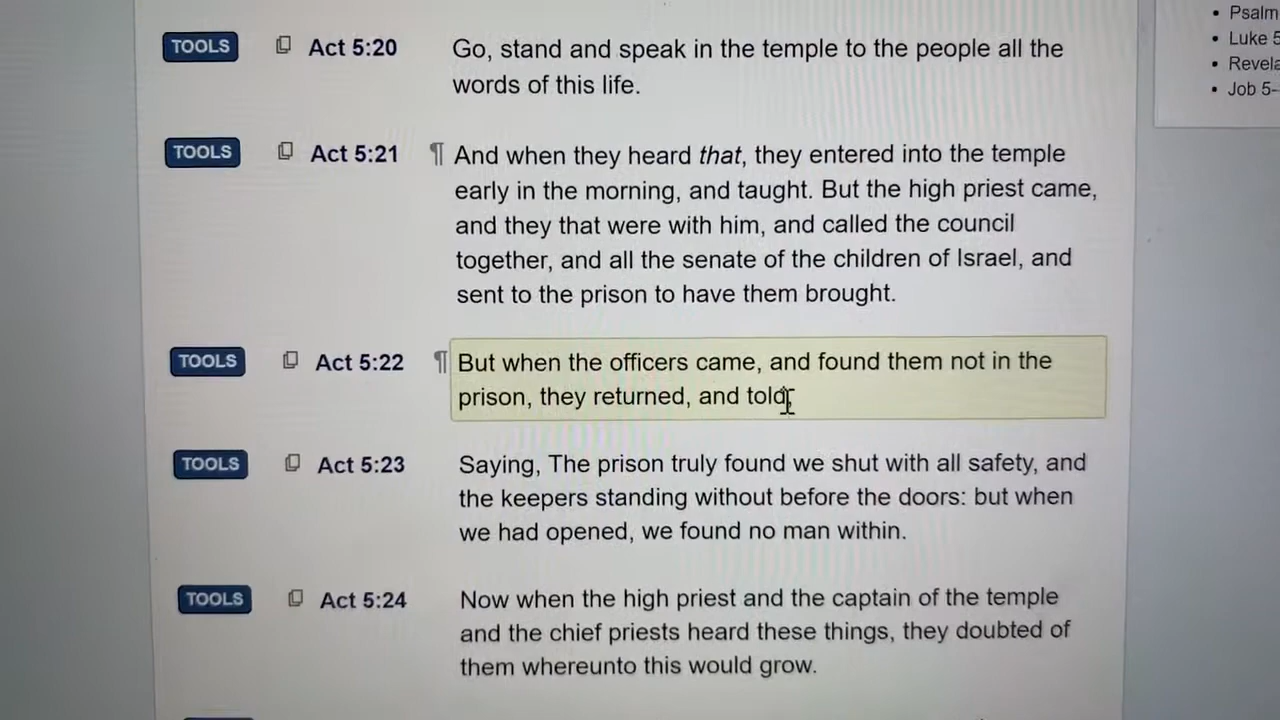 Psalm
Luke 5
Revela
Job 5-
TOOLS Act 5:20 Go, stand and speak in the temple to the people all the
words of this life.
TOOLS Act 5:21 ¶ And when they heard that, they entered into the temple
early in the morning, and taught. But the high priest came,
and they that were with him, and called the council
together, and all the senate of the children of Israel, and
sent to the prison to have them brought.
TOOLS Act 5:22 ¶ But when the officers came, and found them not in the
prison, they returned, and told,
TOOLS Act 5:23 Saying, The prison truly found we shut with all safety, and
the keepers standing without before the doors: but when
we had opened, we found no man within.
TOOLS Act 5:24 Now when the high priest and the captain of the temple
and the chief priests heard these things, they doubted of
them whereunto this would grow.